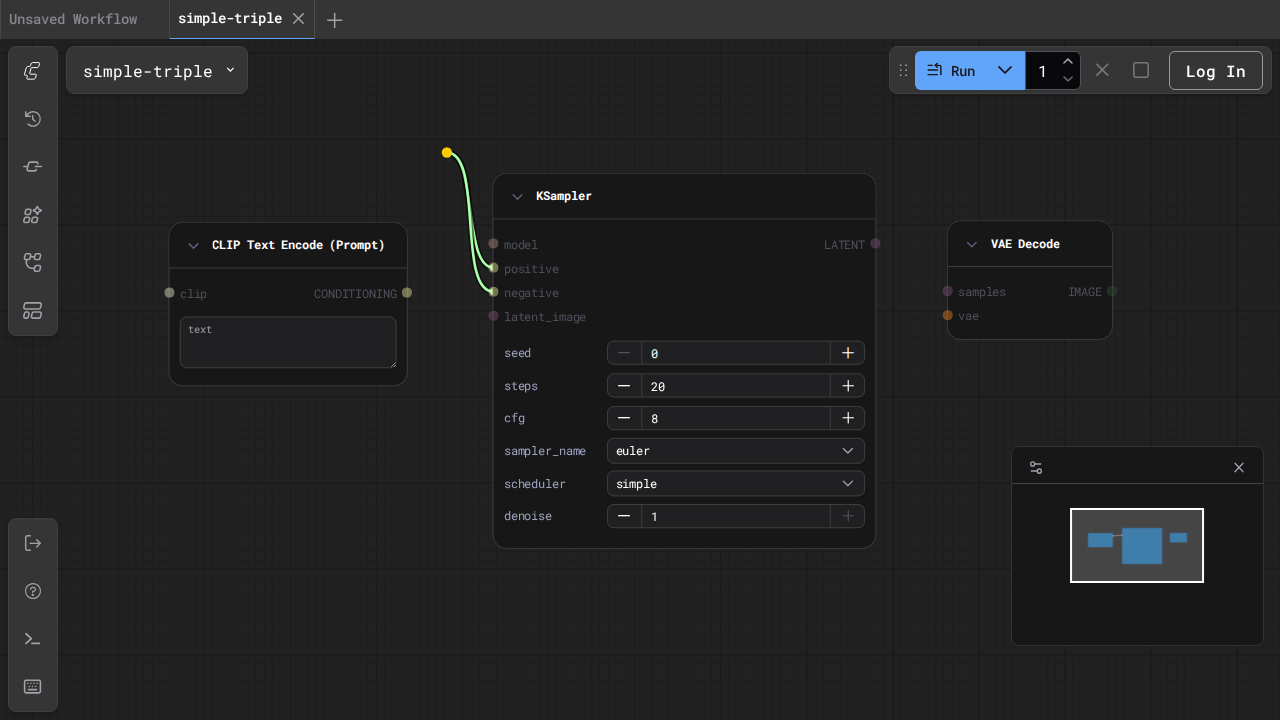 Unsaved Workflow
simple-triple
simple-triple
Run
1
Log In
CLIP Text Encode (Prompt)
clip
CONDITIONING
text
KSampler
model
LATENT
positive
negative
latent_image
seed
0
steps
20
cfg
8
sampler_name
euler
scheduler
simple
denoise
1
VAE Decode
samples
IMAGE
vae